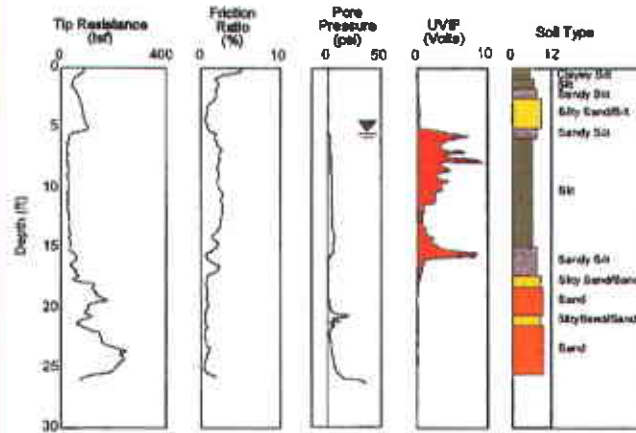 Tip Resistance
(tsf)
0 400
Friction
Ratio
(%)
0 10
Pore
Pressure
(psi)
0 50
UVIF
(Volts)
0 10
Soil Type
0 12
Depth (ft)
0
5
10
15
20
25
30
Clayey Silt
Silt
Sandy Silt
Silty Sand/Silt
Sandy Silt
Silt
Sandy Silt
Silty Sand/Sand
Sand
Silty Sand/Sand
Sand